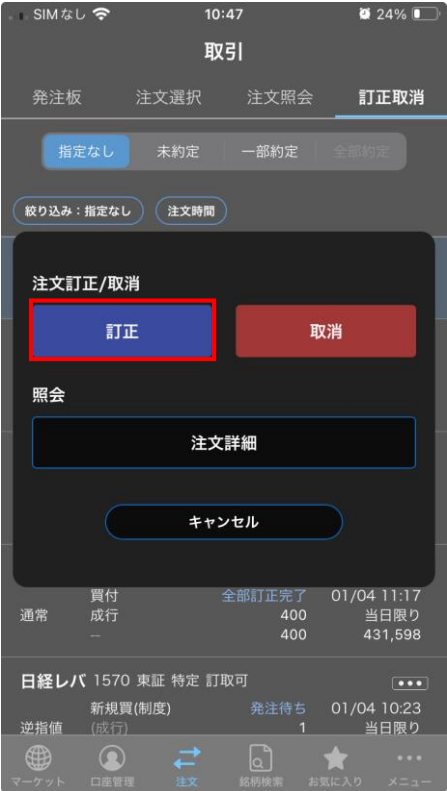 SIMなし 10:47 24%
取引
発注板 注文選択 注文照会 訂正取消
指定なし 未約定 一部約定 全部約定
絞り込み：指定なし 注文時間
注文訂正/取消
訂正 取消
照会
注文詳細
キャンセル
買付 全部訂正完了 01/04 11:17
通常 成行 400 当日限り
-- 400 431,598
日経レバ 1570 東証 特定 訂取可
新規買(制度) 発注待ち 01/04 10:23
逆指値 (成行) 1 当日限り
マーケット 口座管理 注文 銘柄検索 お気に入り メニュー